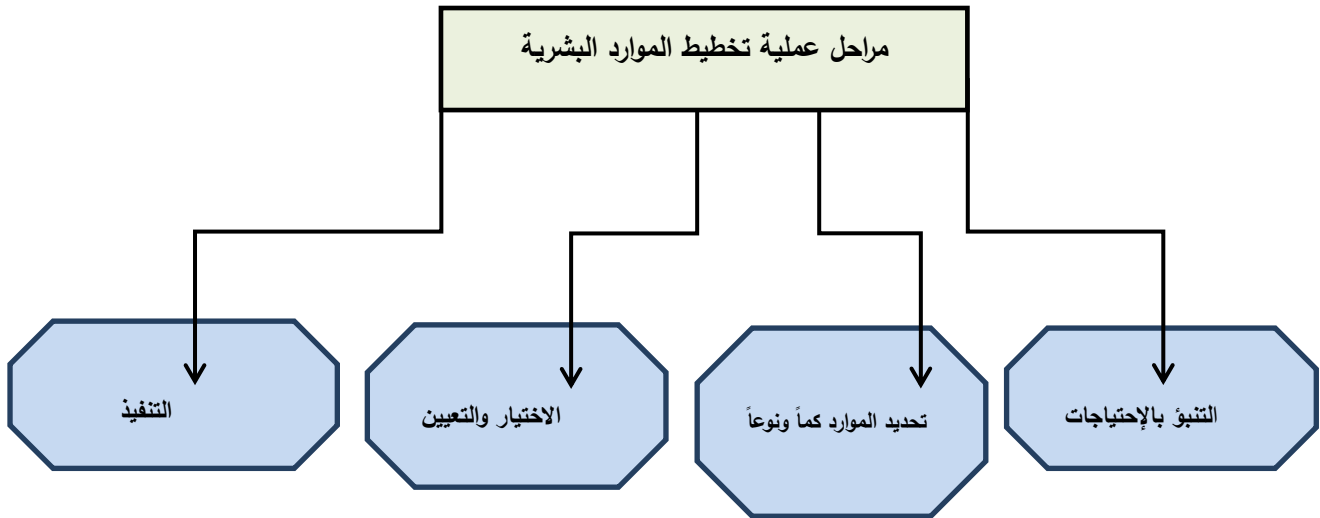 مراحل عملية تخطيط الموارد البشرية
التنبؤ بالإحتياجات
تحديد الموارد كماً ونوعاً
الاختيار والتعيين
التنفيذ